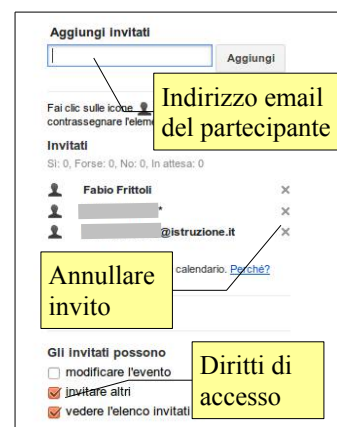 Aggiungi invitati
Aggiungi
Indirizzo email
del partecipante
Fai clic sulle icone
contrassegnare l'eleme
Invitati
Sì: 0, Forse: 0, No: 0, In attesa: 0
Fabio Frittoli
*
@istruzione.it
Annullare
invito
calendario. Perché?
Gli invitati possono
modificare l'evento
invitare altri
vedere l'elenco invitati
Diritti di
accesso